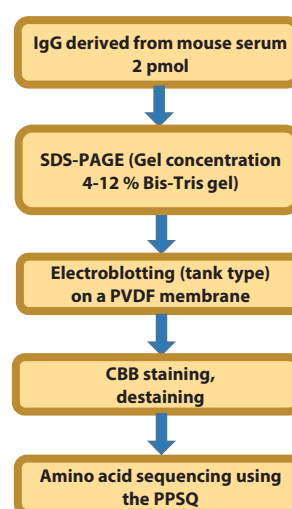 IgG derived from mouse serum
2 pmol
SDS-PAGE (Gel concentration
4-12 % Bis-Tris gel)
Electroblotting (tank type)
on a PVDF membrane
CBB staining,
destaining
Amino acid sequencing using
the PPSQ